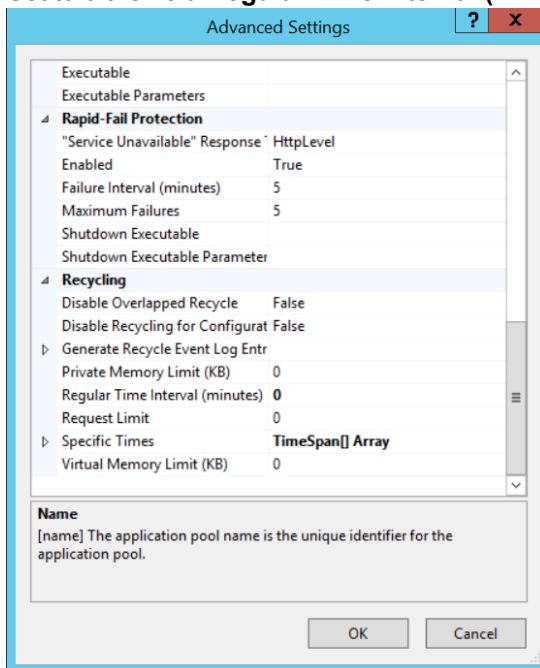 Advanced Settings
? x
Executable
Executable Parameters
Rapid-Fail Protection
"Service Unavailable" Response HttpLevel
Enabled True
Failure Interval (minutes) 5
Maximum Failures 5
Shutdown Executable
Shutdown Executable Parameter
Recycling
Disable Overlapped Recycle False
Disable Recycling for Configurat False
Generate Recycle Event Log Entr
Private Memory Limit (KB) 0
Regular Time Interval (minutes) 0
Request Limit 0
Specific Times TimeSpan[] Array
Virtual Memory Limit (KB) 0
Name
[name] The application pool name is the unique identifier for the
application pool.
OK Cancel